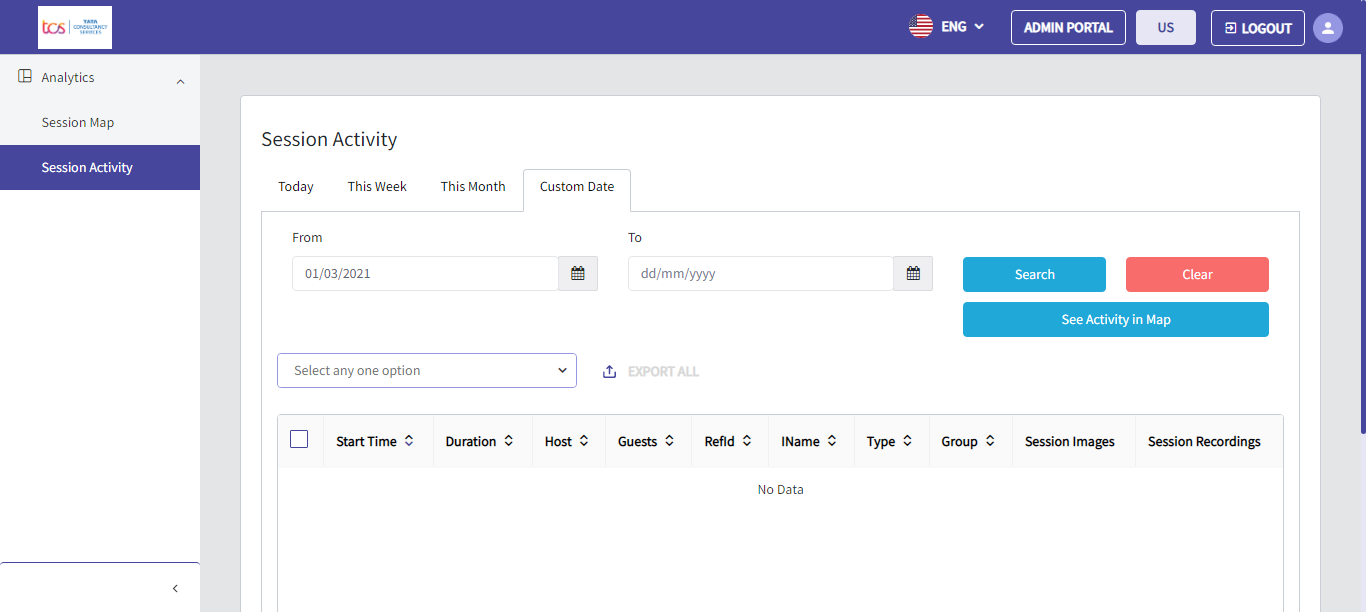 tcs TATA CONSULTANCY SERVICES
ENG
ADMIN PORTAL
US
LOGOUT
Analytics
Session Map
Session Activity
Session Activity
Today This Week This Month Custom Date
From To
01/03/2021 dd/mm/yyyy Search Clear
See Activity in Map
Select any one option EXPORT ALL
Start Time Duration Host Guests RefId IName Type Group Session Images Session Recordings
No Data